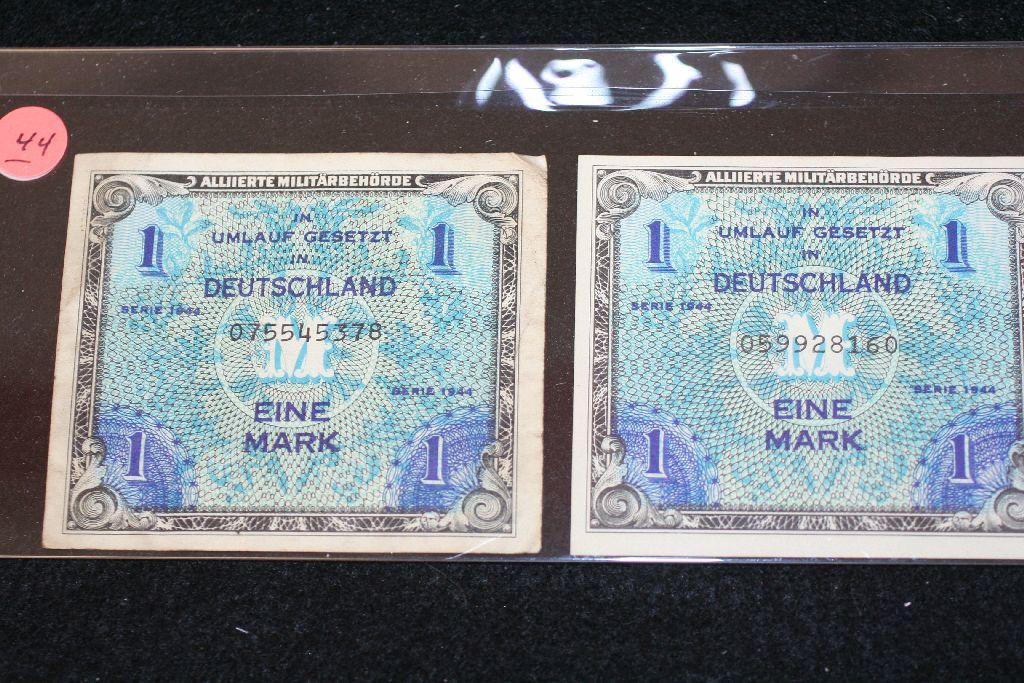 44
ALLIIERTE MILITÄRBEHÖRDE
1 1
IN
UMLAUF GESETZT
IN
DEUTSCHLAND
SERIE 1944
075545378
SERIE 1944
EINE
MARK
1 1
ALLIIERTE MILITÄRBEHÖRDE
1 1
IN
UMLAUF GESETZT
IN
DEUTSCHLAND
SERIE 1944
059928160
SERIE 1944
EINE
MARK
1 1